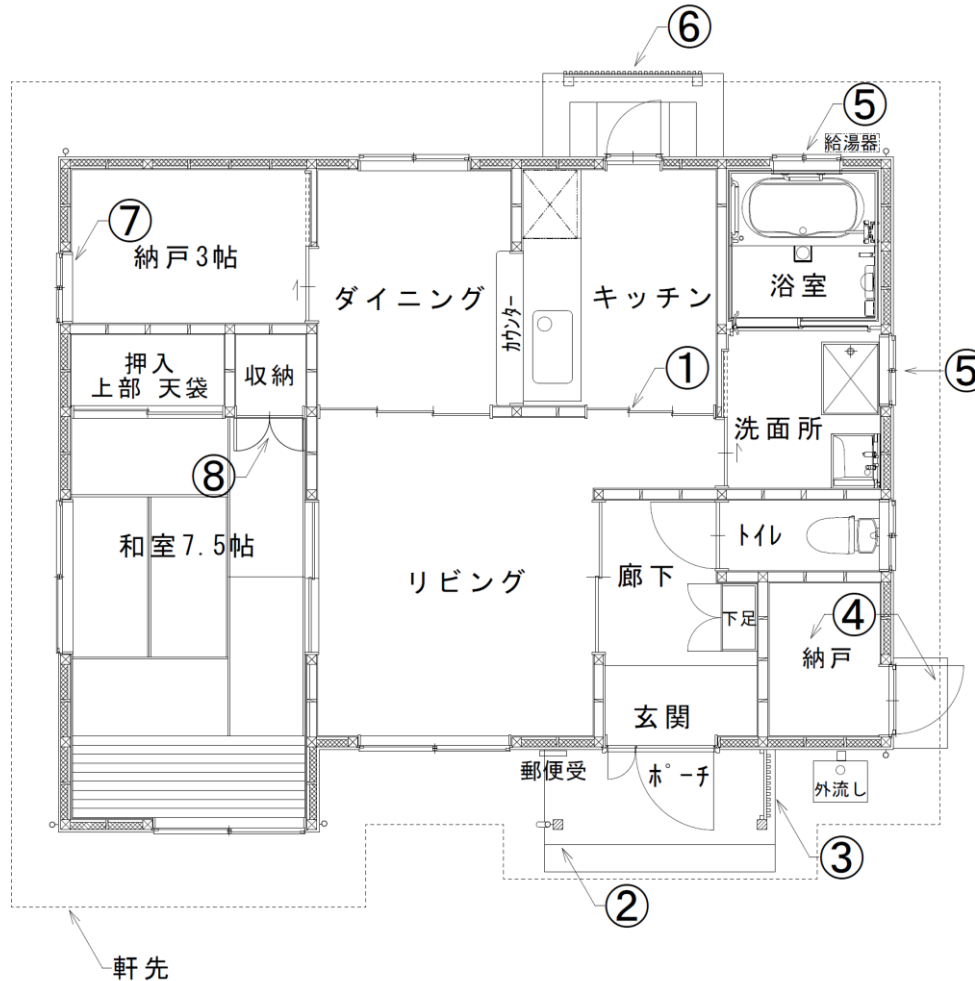 ⑥
⑤
給湯器
⑦
納戸3帖
ダイニング
カウンター
キッチン
浴室
押入
上部 天袋
収納
①
⑤
洗面所
⑧
和室7.5帖
リビング
廊下
トイレ
下足
④
納戸
玄関
郵便受
ポーチ
外流し
③
②
軒先